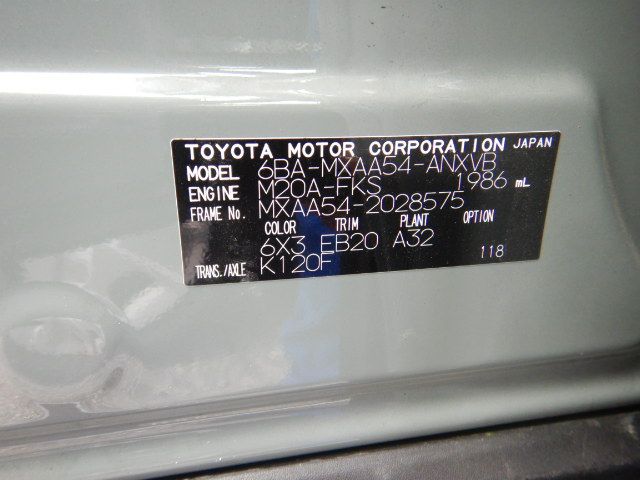 TOYOTA MOTOR CORPORATION JAPAN
MODEL 6BA-MXAA54-ANXVB
ENGINE M20A-FKS 1986 mL
FRAME No. MXAA54-2028575
COLOR TRIM PLANT OPTION
6X3 EB20 A32
TRANS./AXLE K120F 118